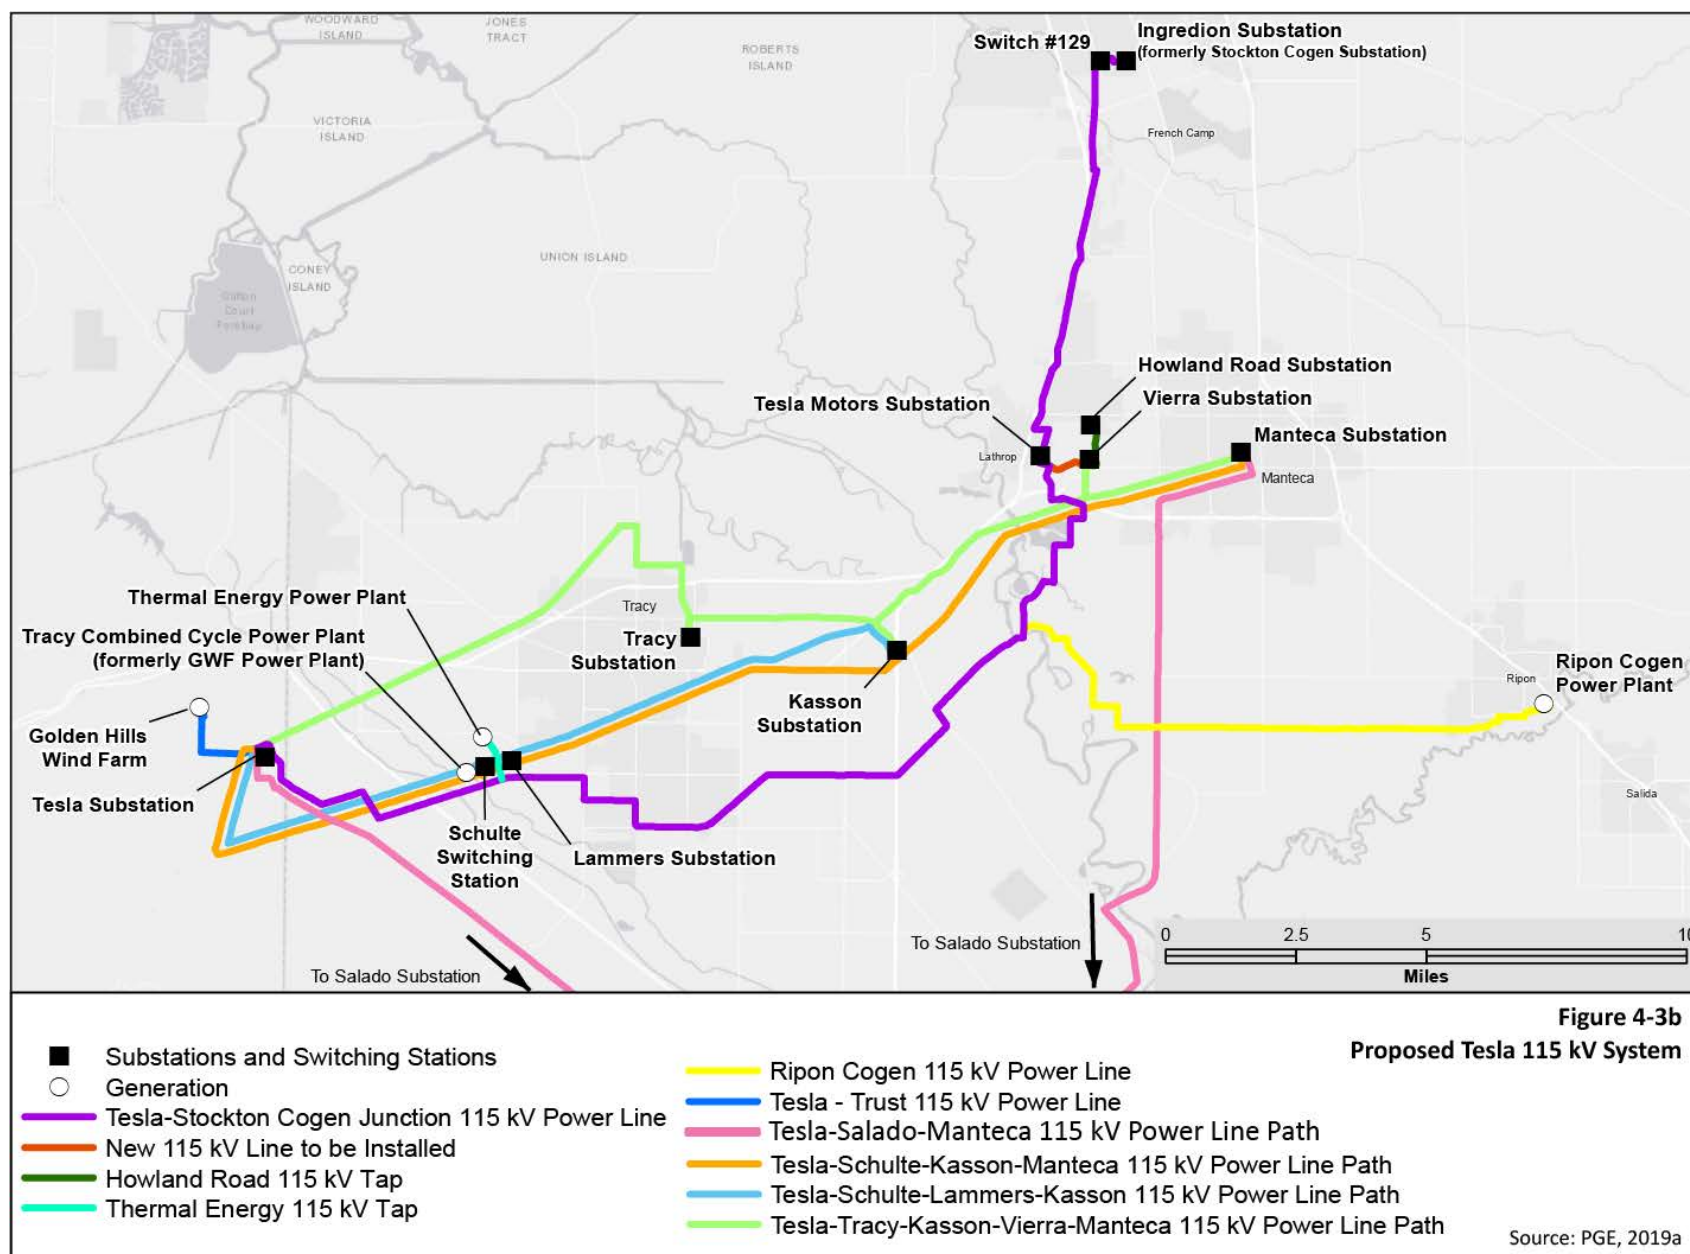 WOODWARD
ISLAND
JONES
TRACT
ROBERTS
ISLAND
Switch #129
Ingredion Substation
(formerly Stockton Cogen Substation)
VICTORIA
ISLAND
French Camp
CONEY
ISLAND
UNION ISLAND
Clifton
Court
Forebay
Howland Road Substation
Vierra Substation
Tesla Motors Substation
Manteca Substation
Lathrop
Manteca
Thermal Energy Power Plant
Tracy
Tracy Combined Cycle Power Plant
(formerly GWF Power Plant)
Tracy
Substation
Kasson
Substation
Ripon
Ripon Cogen
Power Plant
Golden Hills
Wind Farm
Tesla Substation
Salida
Schulte
Switching
Station
Lammers Substation
To Salado Substation
To Salado Substation
0 2.5 5 10
Miles
Figure 4-3b
Proposed Tesla 115 kV System
Substations and Switching Stations
Generation
Tesla-Stockton Cogen Junction 115 kV Power Line
New 115 kV Line to be Installed
Howland Road 115 kV Tap
Thermal Energy 115 kV Tap
Ripon Cogen 115 kV Power Line
Tesla - Trust 115 kV Power Line
Tesla-Salado-Manteca 115 kV Power Line Path
Tesla-Schulte-Kasson-Manteca 115 kV Power Line Path
Tesla-Schulte-Lammers-Kasson 115 kV Power Line Path
Tesla-Tracy-Kasson-Vierra-Manteca 115 kV Power Line Path
Source: PGE, 2019a